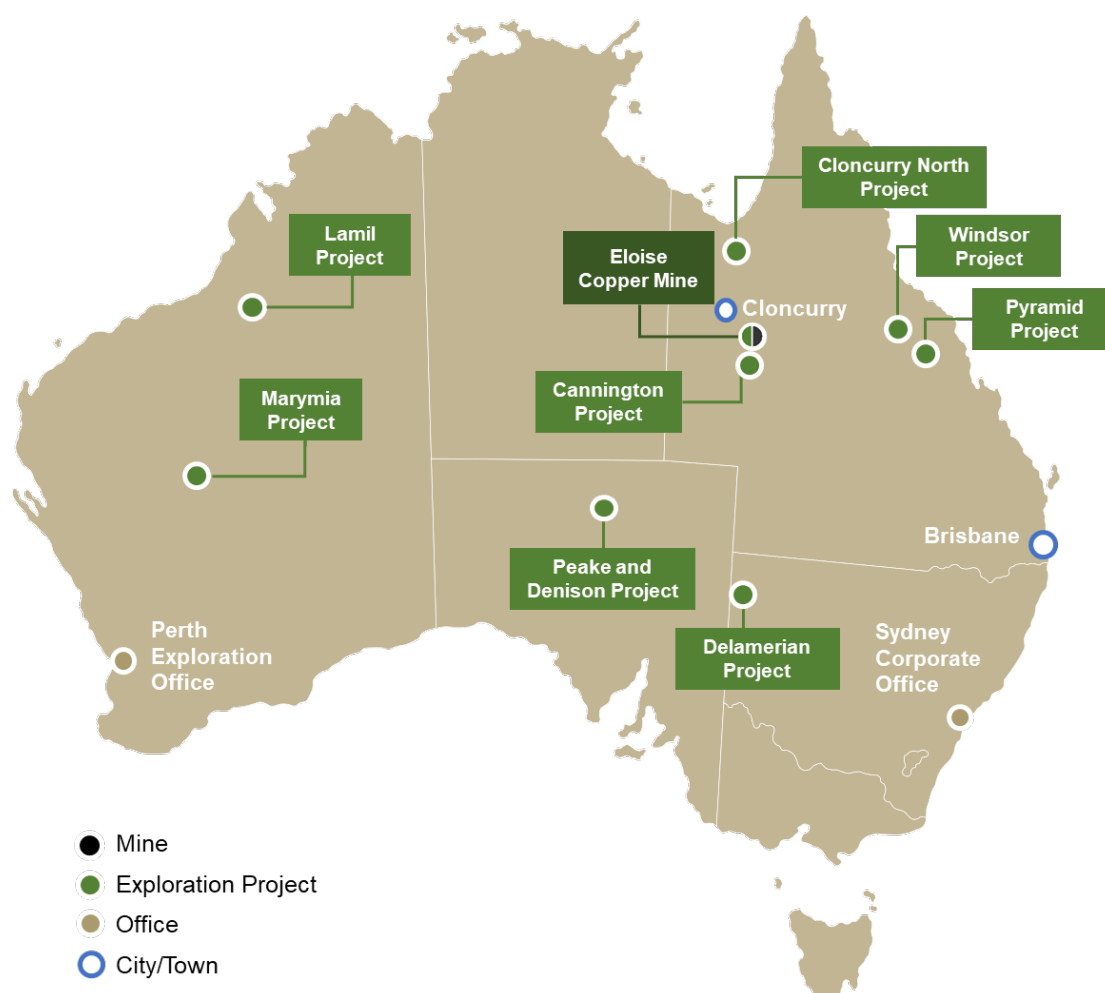 Cloncurry North
Project
Lamil
Project
Windsor
Project
Eloise
Copper Mine
Pyramid
Project
Cloncurry
Marymia
Project
Cannington
Project
Brisbane
Peake and
Denison Project
Perth
Exploration
Office
Delamerian
Project
Sydney
Corporate
Office
Mine
Exploration Project
Office
City/Town